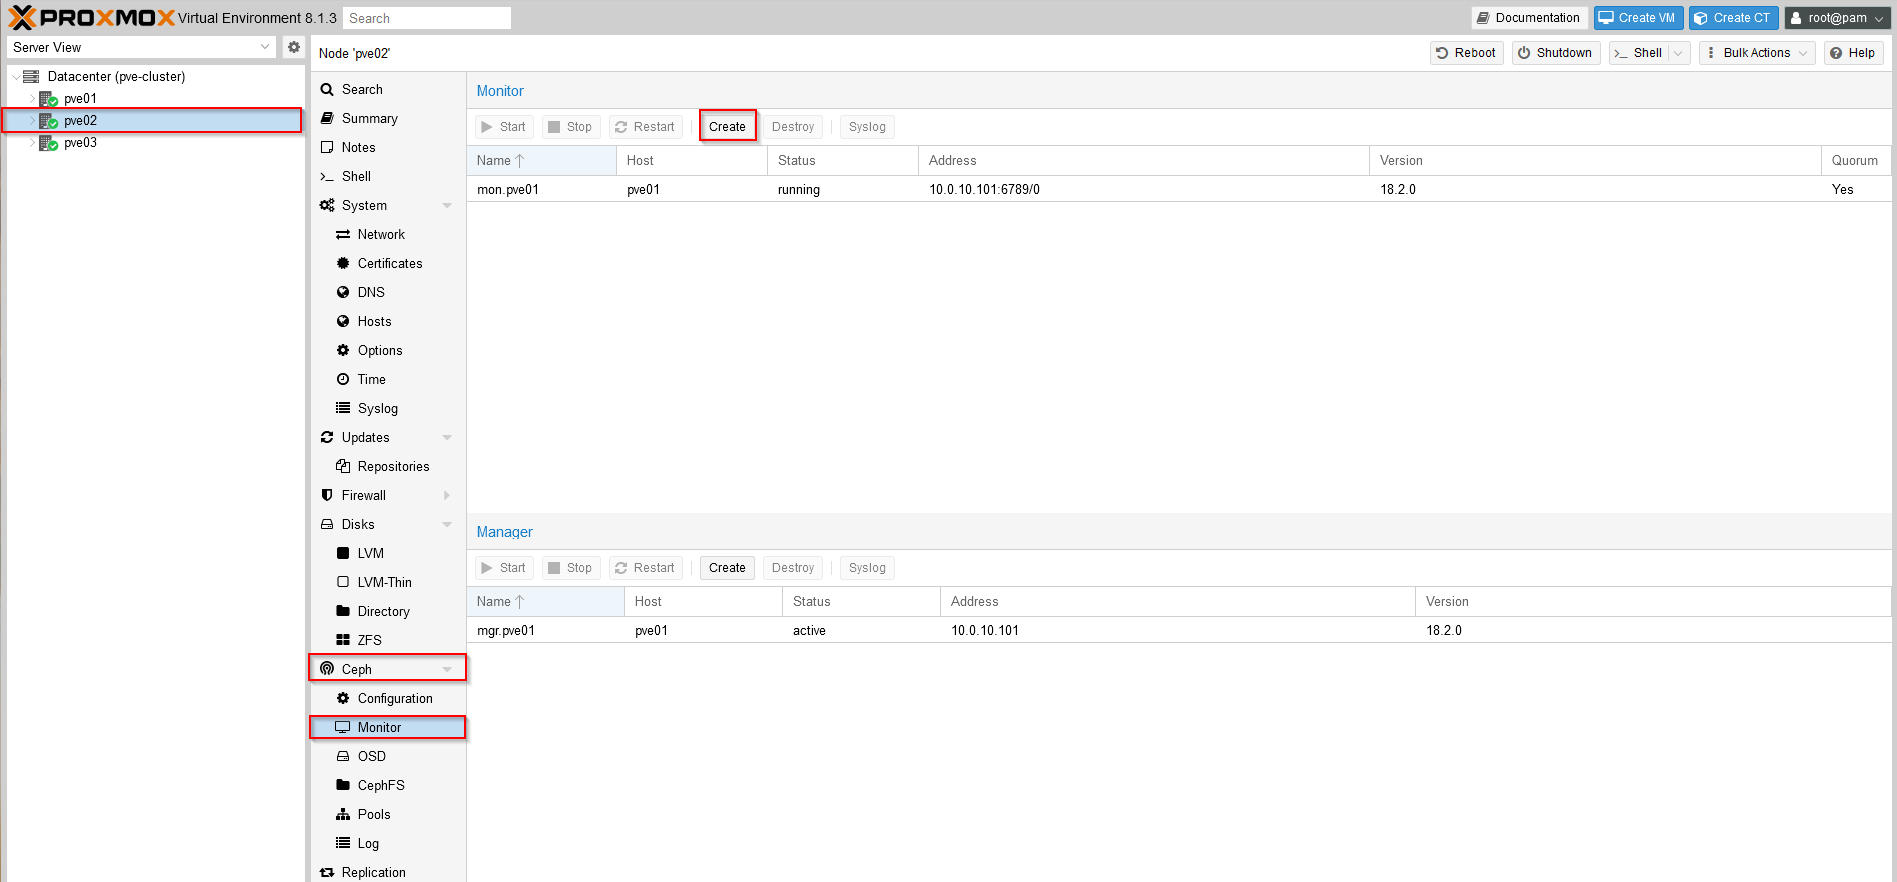 PROXMOX Virtual Environment 8.1.3 Search Documentation Create VM Create CT root@pam
Server View
Node 'pve02' Reboot Shutdown Shell Bulk Actions Help
Datacenter (pve-cluster)
pve01
pve02
pve03
Search
Summary
Notes
Shell
System
Network
Certificates
DNS
Hosts
Options
Time
Syslog
Updates
Repositories
Firewall
Disks
LVM
LVM-Thin
Directory
ZFS
Ceph
Configuration
Monitor
OSD
CephFS
Pools
Log
Replication
Monitor
Start Stop Restart Create Destroy Syslog
Name Host Status Address Version Quorum
mon.pve01 pve01 running 10.0.10.101:6789/0 18.2.0 Yes
Manager
Start Stop Restart Create Destroy Syslog
Name Host Status Address Version
mgr.pve01 pve01 active 10.0.10.101 18.2.0